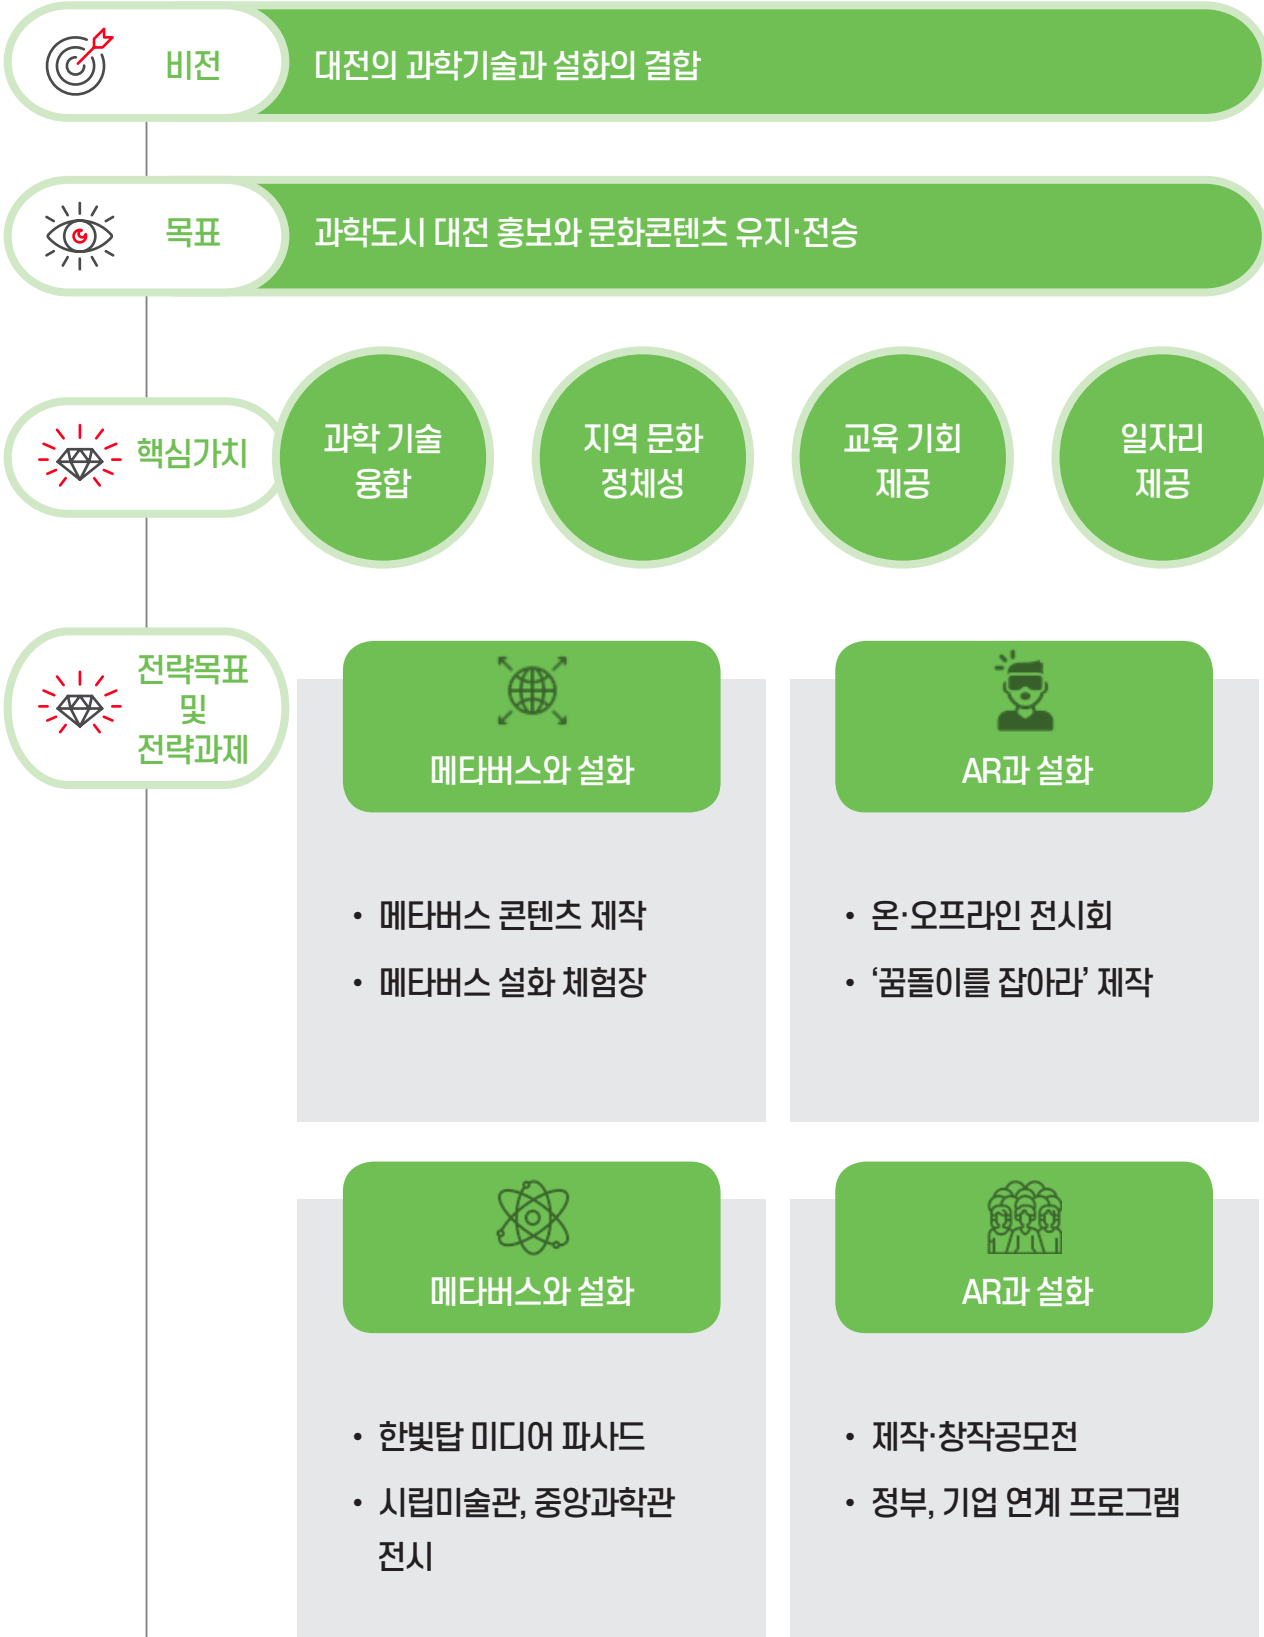 비전
대전의 과학기술과 설화의 결합
목표
과학도시 대전 홍보와 문화콘텐츠 유지·전승
핵심가치
과학 기술
융합
지역 문화
정체성
교육 기회
제공
일자리
제공
전략목표
및
전략과제
메타버스와 설화
• 메타버스 콘텐츠 제작
• 메타버스 설화 체험장
AR과 설화
• 온·오프라인 전시회
• ‘꿈돌이를 잡아라’ 제작
메타버스와 설화
• 한빛탑 미디어 파사드
• 시립미술관, 중앙과학관
전시
AR과 설화
• 제작·창작공모전
• 정부, 기업 연계 프로그램